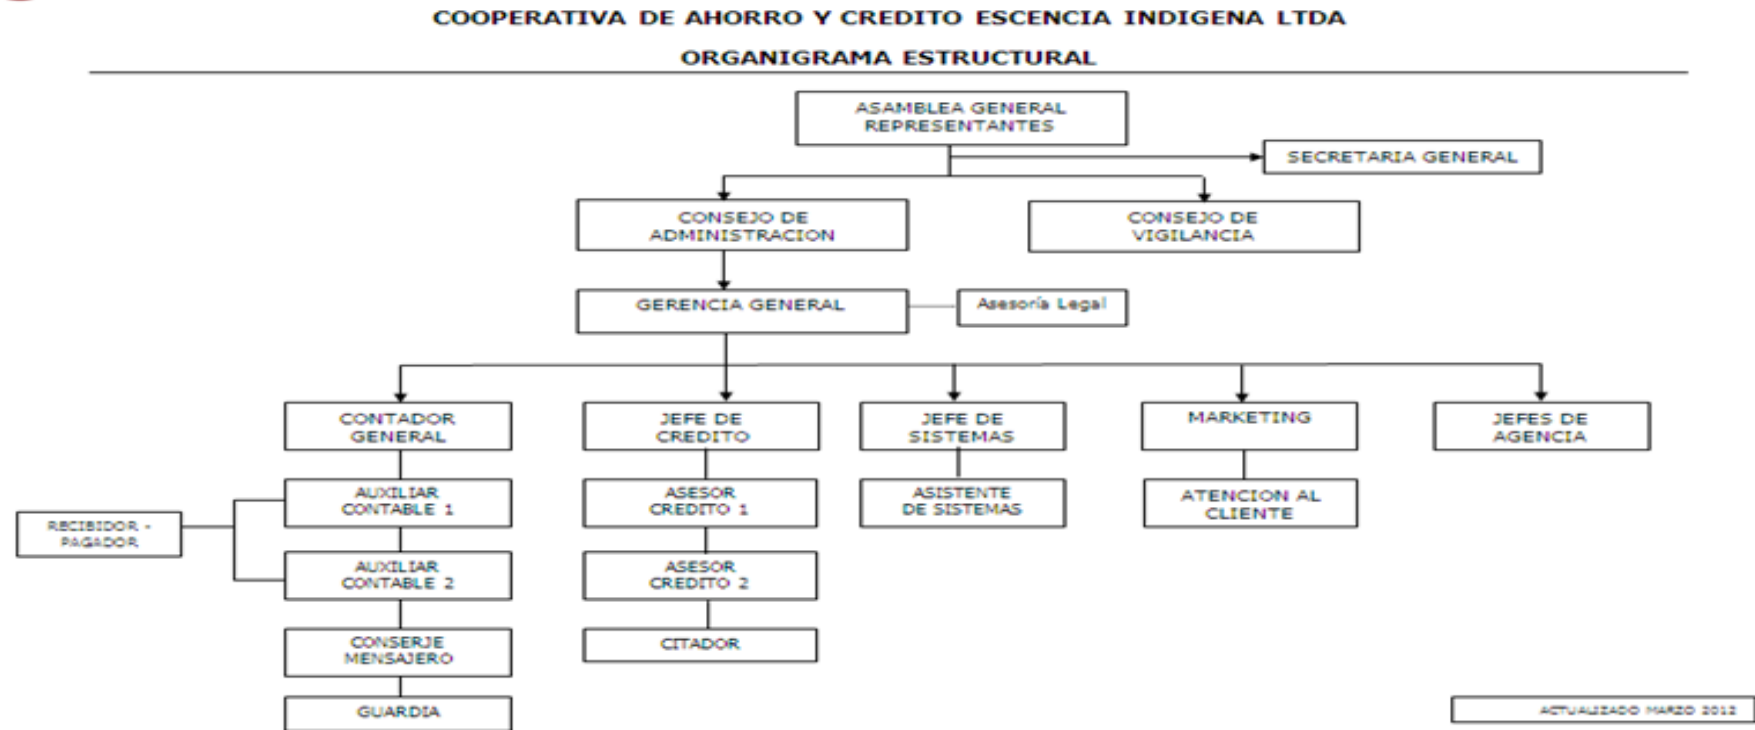 COOPERATIVA DE AHORRO Y CREDITO ESCENCIA INDIGENA LTDA
ORGANIGRAMA ESTRUCTURAL
ASAMBLEA GENERAL
REPRESENTANTES
SECRETARIA GENERAL
CONSEJO DE
ADMINISTRACION
CONSEJO DE
VIGILANCIA
GERENCIA GENERAL
Asesoría Legal
CONTADOR
GENERAL
JEFE DE
CREDITO
JEFE DE
SISTEMAS
MARKETING
JEFES DE
AGENCIA
AUXILIAR
CONTABLE 1
ASESOR
CREDITO 1
ASISTENTE
DE SISTEMAS
ATENCION AL
CLIENTE
RECIBIDOR -
PAGADOR
AUXILIAR
CONTABLE 2
ASESOR
CREDITO 2
CONSERJE
MENSAJERO
CITADOR
GUARDIA
ACTUALIZADO MARZO 2012